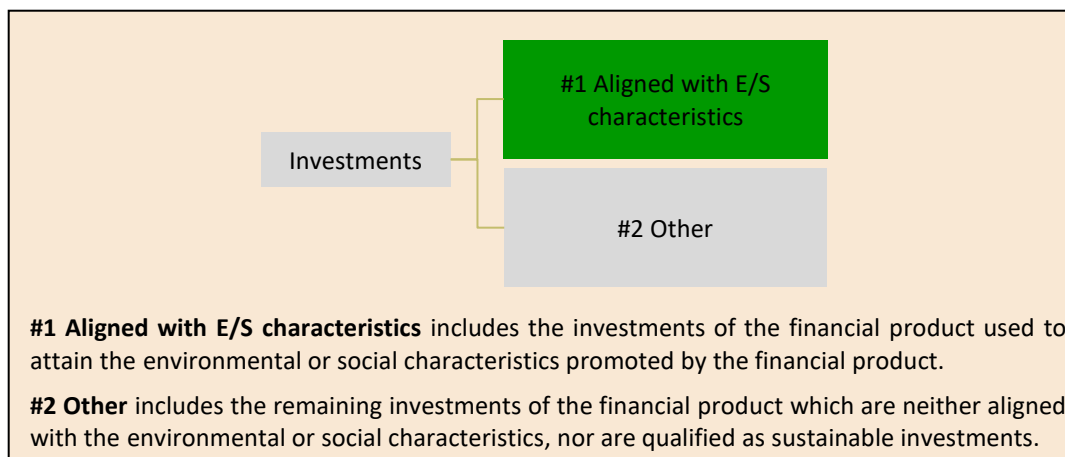 #1 Aligned with E/S
characteristics
Investments
#2 Other
#1 Aligned with E/S characteristics includes the investments of the financial product used to
attain the environmental or social characteristics promoted by the financial product.
#2 Other includes the remaining investments of the financial product which are neither aligned
with the environmental or social characteristics, nor are qualified as sustainable investments.